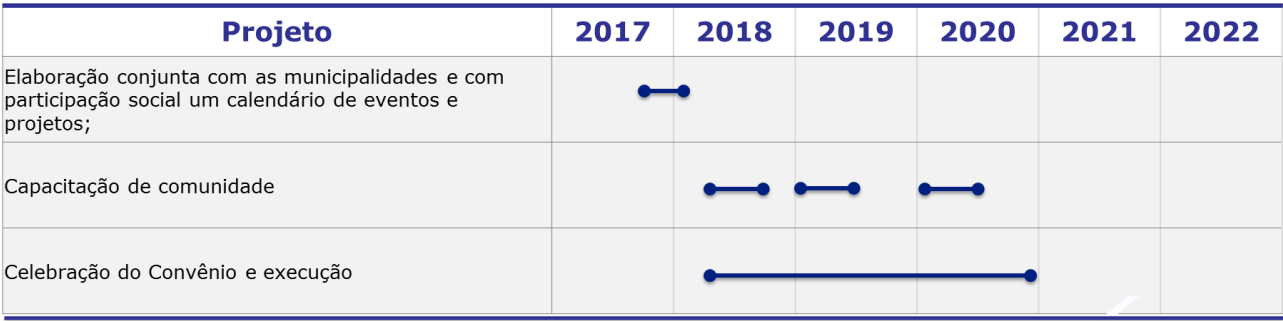 Projeto 2017 2018 2019 2020 2021 2022
Elaboração conjunta com as municipalidades e com
participação social um calendário de eventos e
projetos;
Capacitação de comunidade
Celebração do Convênio e execução